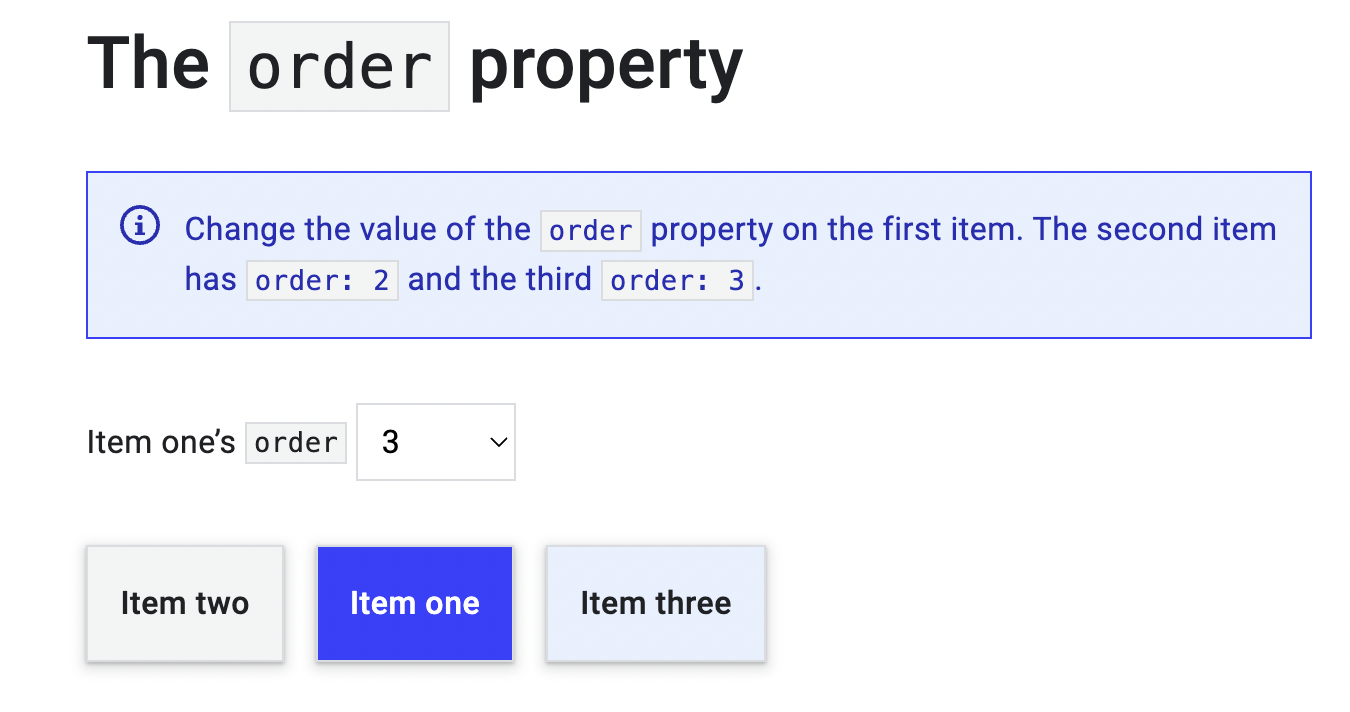 The order property
Change the value of the order property on the first item. The second item
has order: 2 and the third order: 3.
Item one’s order 3
Item two Item one Item three